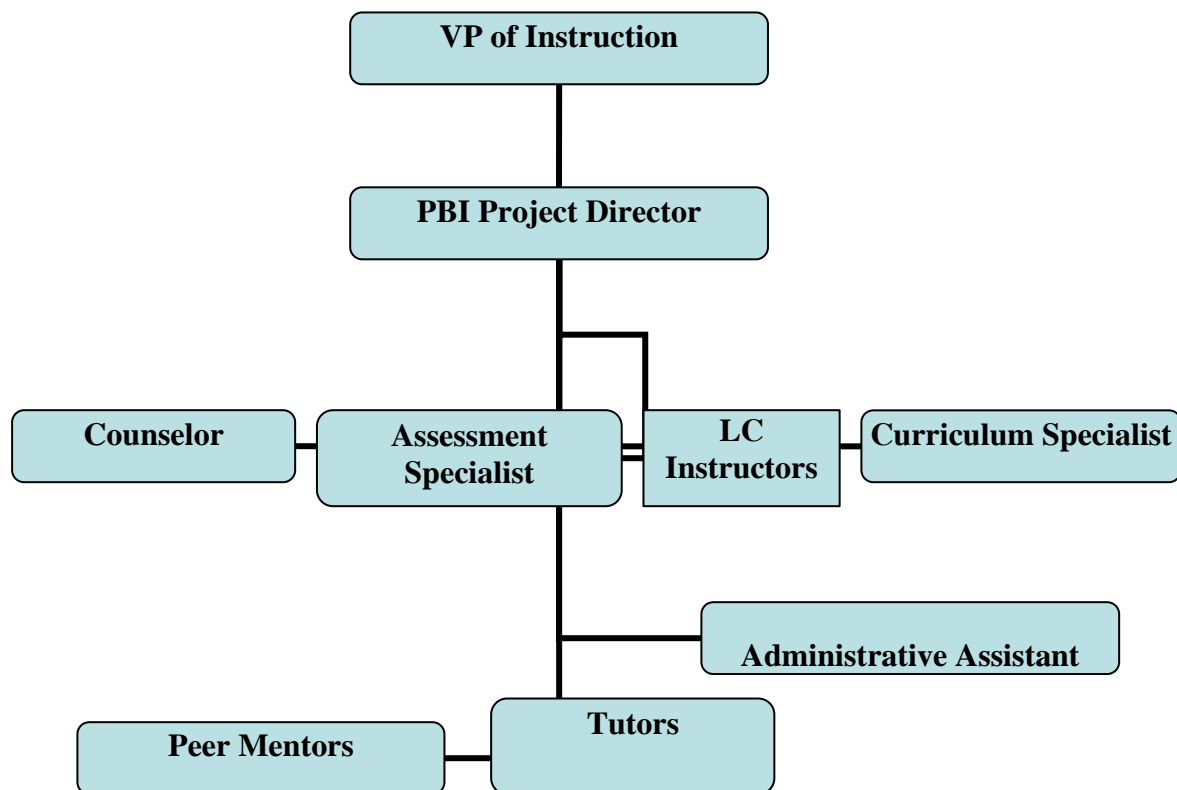 VP of Instruction
PBI Project Director
Counselor
Assessment
Specialist
LC
Instructors
Curriculum Specialist
Administrative Assistant
Tutors
Peer Mentors